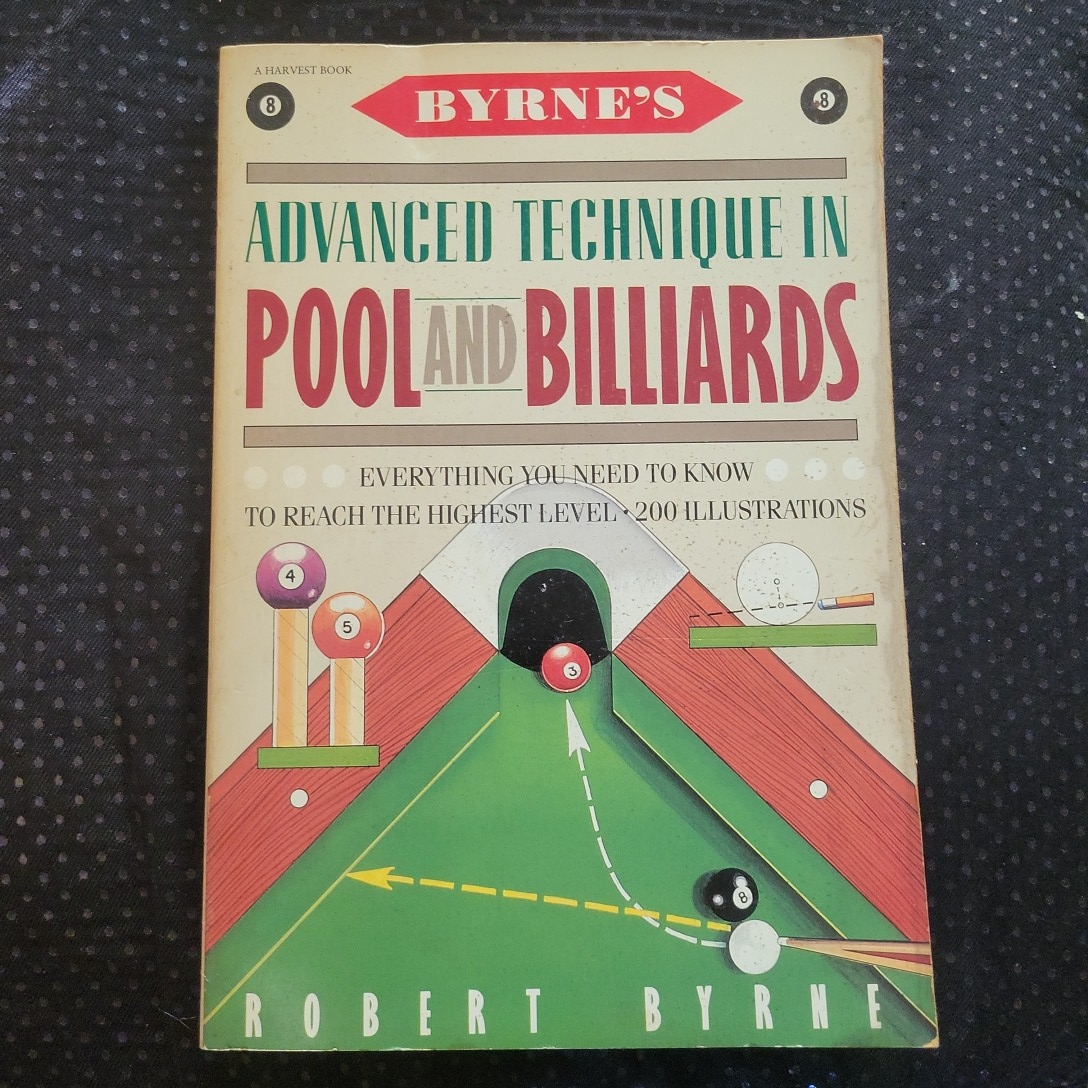 A HARVEST BOOK
8
BYRNE'S
8
ADVANCED TECHNIQUE IN
POOL AND BILLIARDS
EVERYTHING YOU NEED TO KNOW
TO REACH THE HIGHEST LEVEL • 200 ILLUSTRATIONS
4
5
3
8
ROBERT BYRNE